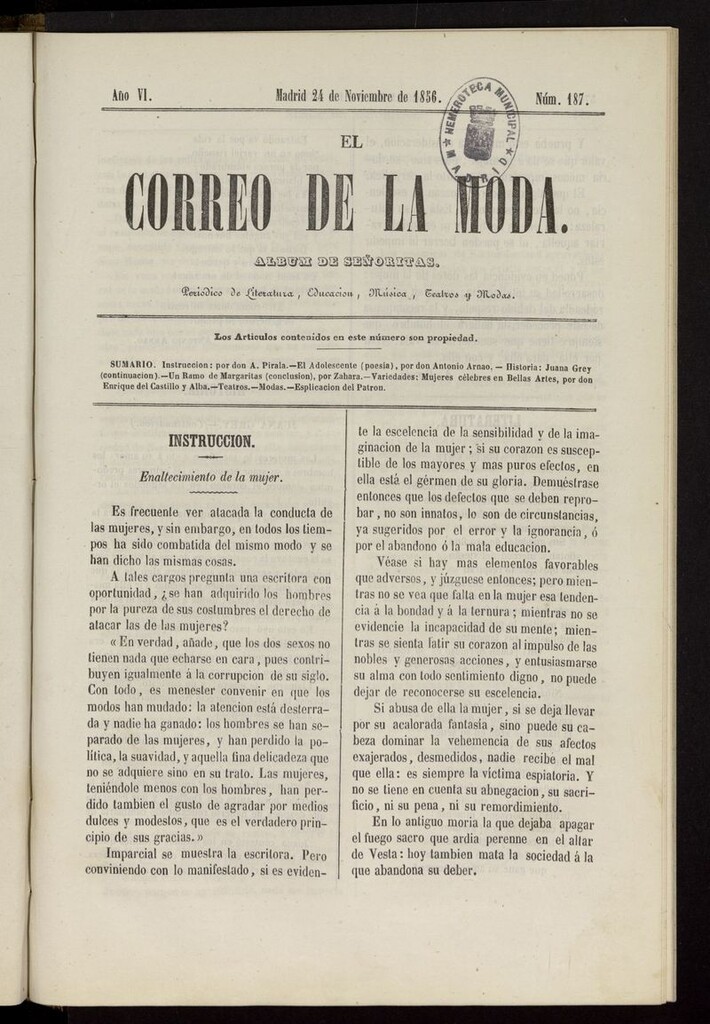 Año VI.
Madrid 24 de Noviembre de 1856.
Núm. 187.
HEMEROTECA MUNICIPAL
★ MADRID ★
EL
CORREO DE LA MODA.
ALBUM DE SEÑORITAS.
Periódico de Literatura, Educacion, Música, Teatros y Modas.
Los Artículos contenidos en este número son propiedad.
SUMARIO. Instruccion: por don A. Pirala.—El Adolescente (poesía), por don Antonio Arnao. — Historia: Juana Grey
(continuacion).—Un Ramo de Margaritas (conclusion), por Zahara.—Variedades: Mujeres célebres en Bellas Artes, por don
Enrique del Castillo y Alba.—Teatros.—Modas.—Esplicacion del Patron.
INSTRUCCION.
Enaltecimiento de la mujer.
Es frecuente ver atacada la conducta de
las mujeres, y sin embargo, en todos los tiem-
pos ha sido combatida del mismo modo y se
han dicho las mismas cosas.
A tales cargos pregunta una escritora con
oportunidad, ¿se han adquirido los hombres
por la pureza de sus costumbres el derecho de
atacar las de las mujeres?
«En verdad, añade, que los dos sexos no
tienen nada que echarse en cara, pues contri-
buyen igualmente á la corrupcion de su siglo.
Con todo, es menester convenir en que los
modos han mudado: la atencion está desterra-
da y nadie ha ganado: los hombres se han se-
parado de las mujeres, y han perdido la po-
lítica, la suavidad, y aquella fina delicadeza que
no se adquiere sino en su trato. Las mujeres,
teniéndole menos con los hombres, han per-
dido tambien el gusto de agradar por medios
dulces y modestos, que es el verdadero prin-
cipio de sus gracias.»
Imparcial se muestra la escritora. Pero
conviniendo con lo manifestado, si es eviden-
te la escelencia de la sensibilidad y de la ima-
ginacion de la mujer; si su corazon es suscep-
tible de los mayores y mas puros efectos, en
ella está el gérmen de su gloria. Demuéstrase
entonces que los defectos que se deben repro-
bar, no son innatos, lo son de circunstancias,
ya sugeridos por el error y la ignorancia, ó
por el abandono ó la mala educacion.
Véase si hay mas elementos favorables
que adversos, y júzguese entonces; pero mien-
tras no se vea que falta en la mujer esa tenden-
cia á la bondad y á la ternura; mientras no se
evidencie la incapacidad de su mente; mien-
tras se sienta latir su corazon al impulso de las
nobles y generosas acciones, y entusiasmarse
su alma con todo sentimiento digno, no puede
dejar de reconocerse su escelencia.
Si abusa de ella la mujer, si se deja llevar
por su acalorada fantasía, sino puede su ca-
beza dominar la vehemencia de sus afectos
exajerados, desmedidos, nadie recibe el mal
que ella: es siempre la víctima espiatoria. Y
no se tiene en cuenta su abnegacion, su sacri-
ficio, ni su pena, ni su remordimiento.
En lo antiguo moria la que dejaba apagar
el fuego sacro que ardia perenne en el altar
de Vesta: hoy tambien mata la sociedad á la
que abandona su deber.